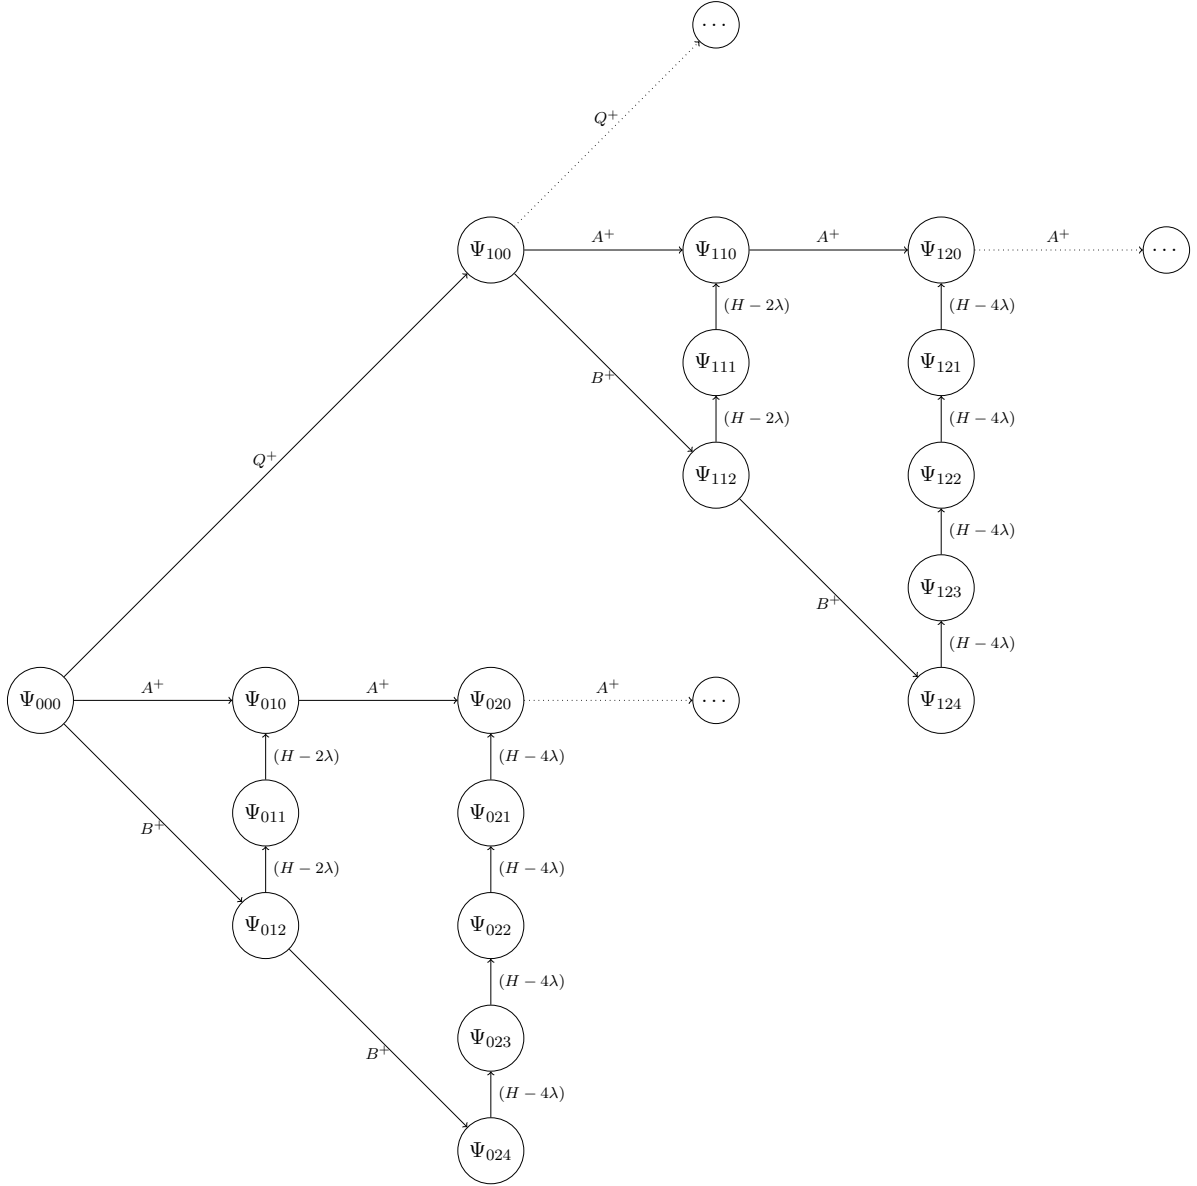 ⋯
Q⁺
Ψ₁₀₀ A⁺ Ψ₁₁₀ A⁺ Ψ₁₂₀ A⁺ ⋯
(H − 2λ) (H − 4λ)
B⁺ Ψ₁₁₁ Ψ₁₂₁
(H − 2λ) (H − 4λ)
Q⁺ Ψ₁₁₂ Ψ₁₂₂
(H − 4λ)
B⁺ Ψ₁₂₃
(H − 4λ)
Ψ₀₀₀ A⁺ Ψ₀₁₀ A⁺ Ψ₀₂₀ A⁺ ⋯ Ψ₁₂₄
(H − 2λ) (H − 4λ)
B⁺ Ψ₀₁₁ Ψ₀₂₁
(H − 2λ) (H − 4λ)
Ψ₀₁₂ Ψ₀₂₂
(H − 4λ)
B⁺ Ψ₀₂₃
(H − 4λ)
Ψ₀₂₄